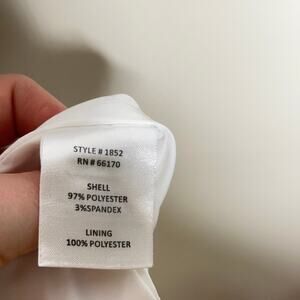 STYLE # 1852
RN # 66170
SHELL
97% POLYESTER
3%SPANDEX
LINING
100% POLYESTER